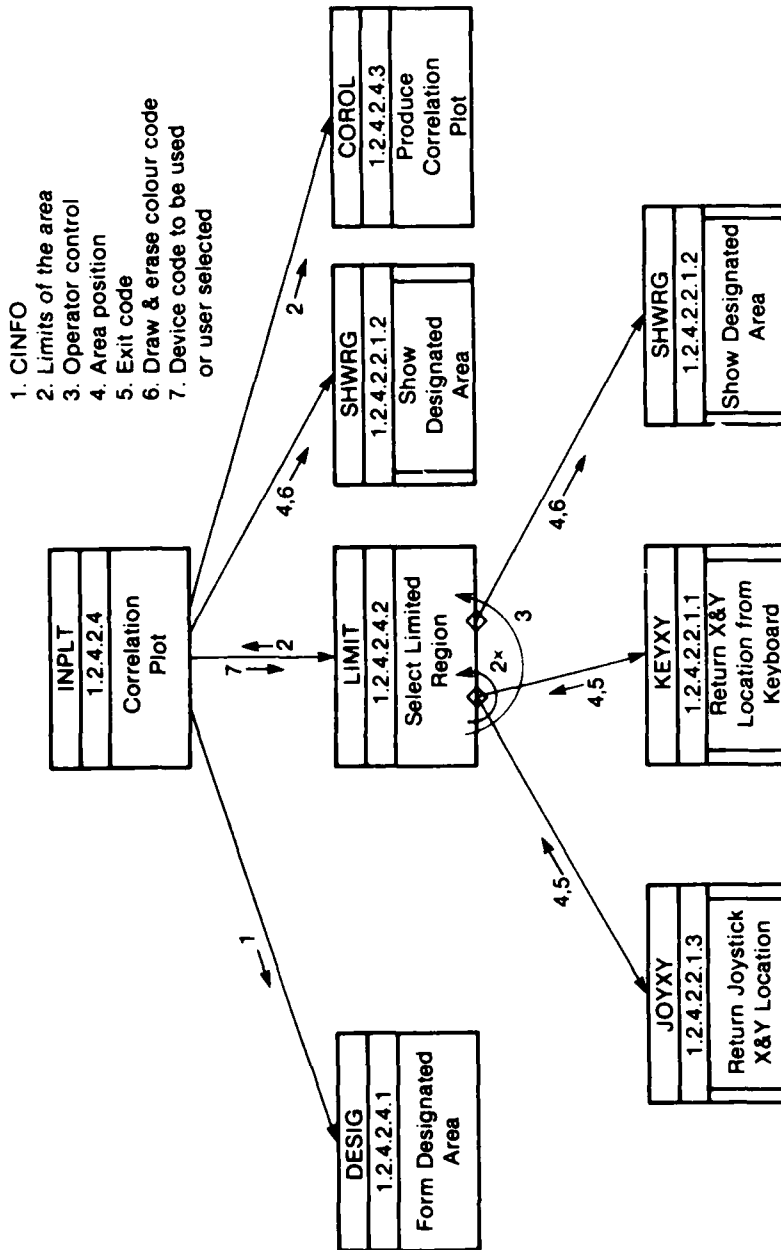 1. CINFO
2. Limits of the area
3. Operator control
4. Area position
5. Exit code
6. Draw & erase colour code
7. Device code to be used
or user selected
INPLT
1.2.4.2.4
Correlation
Plot
1
7
2
4,6
2
DESIG
1.2.4.2.4.1
Form Designated
Area
LIMIT
1.2.4.2.4.2
Select Limited
Region
SHWRG
1.2.4.2.2.1.2
Show
Designated
Area
COROL
1.2.4.2.4.3
Produce
Correlation
Plot
2x
3
4,5
4,5
4,6
JOYXY
1.2.4.2.2.1.3
Return Joystick
X&Y Location
KEYXY
1.2.4.2.2.1.1
Return X&Y
Location from
Keyboard
SHWRG
1.2.4.2.2.1.2
Show Designated
Area